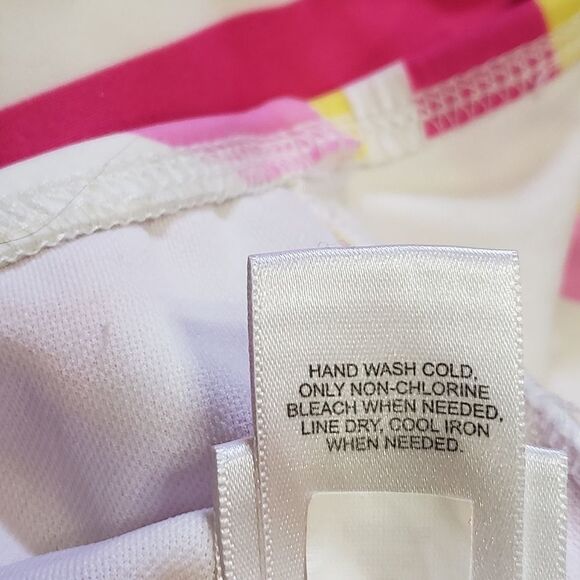 HAND WASH COLD,
ONLY NON-CHLORINE
BLEACH WHEN NEEDED,
LINE DRY, COOL IRON
WHEN NEEDED.